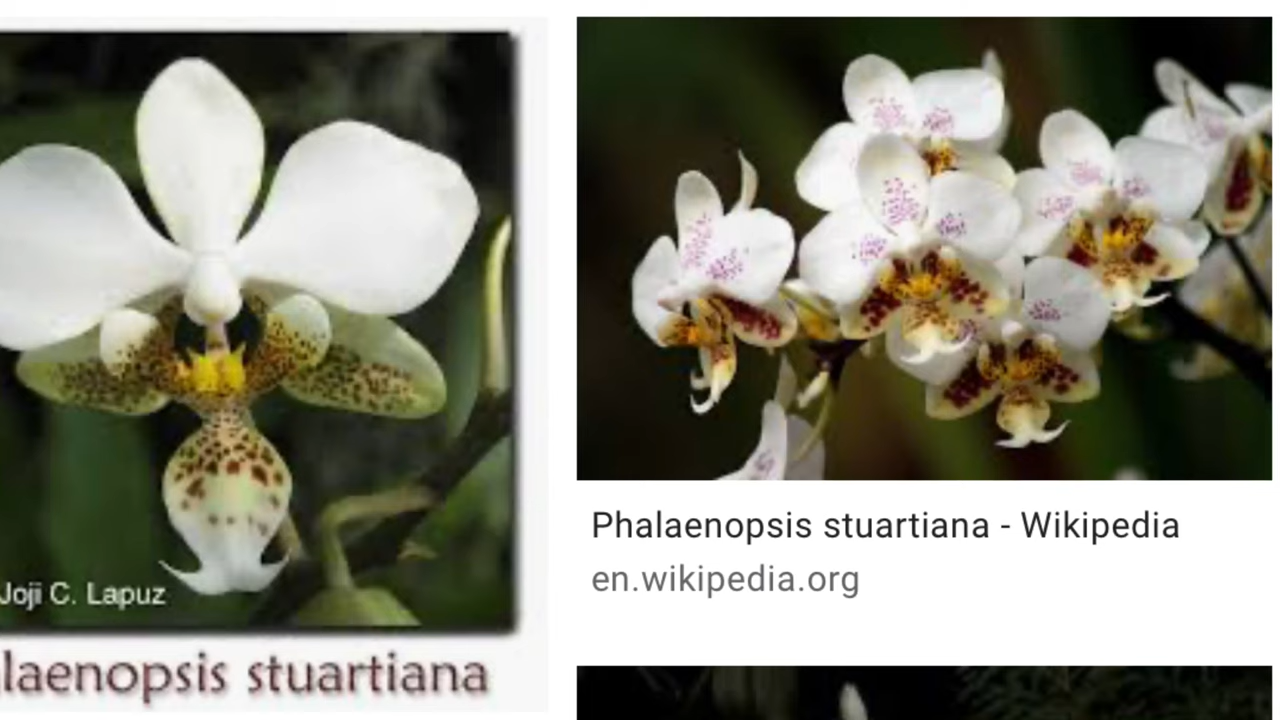 Joji C. Lapuz
laenopsis stuartiana
Phalaenopsis stuartiana - Wikipedia
en.wikipedia.org